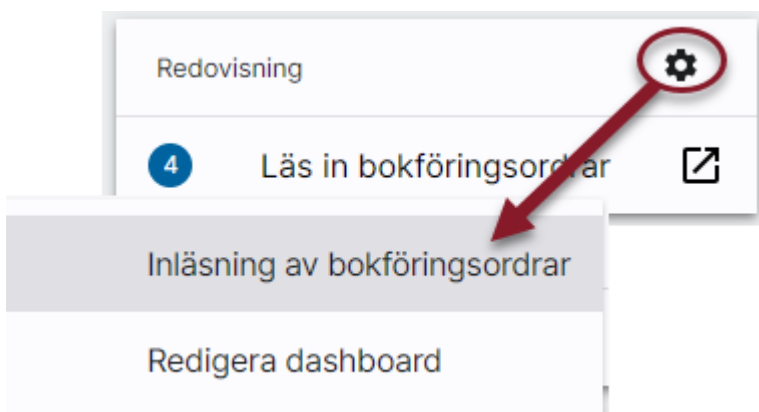 Redovisning
4 Läs in bokföringsordrar
Inläsning av bokföringsordrar
Redigera dashboard